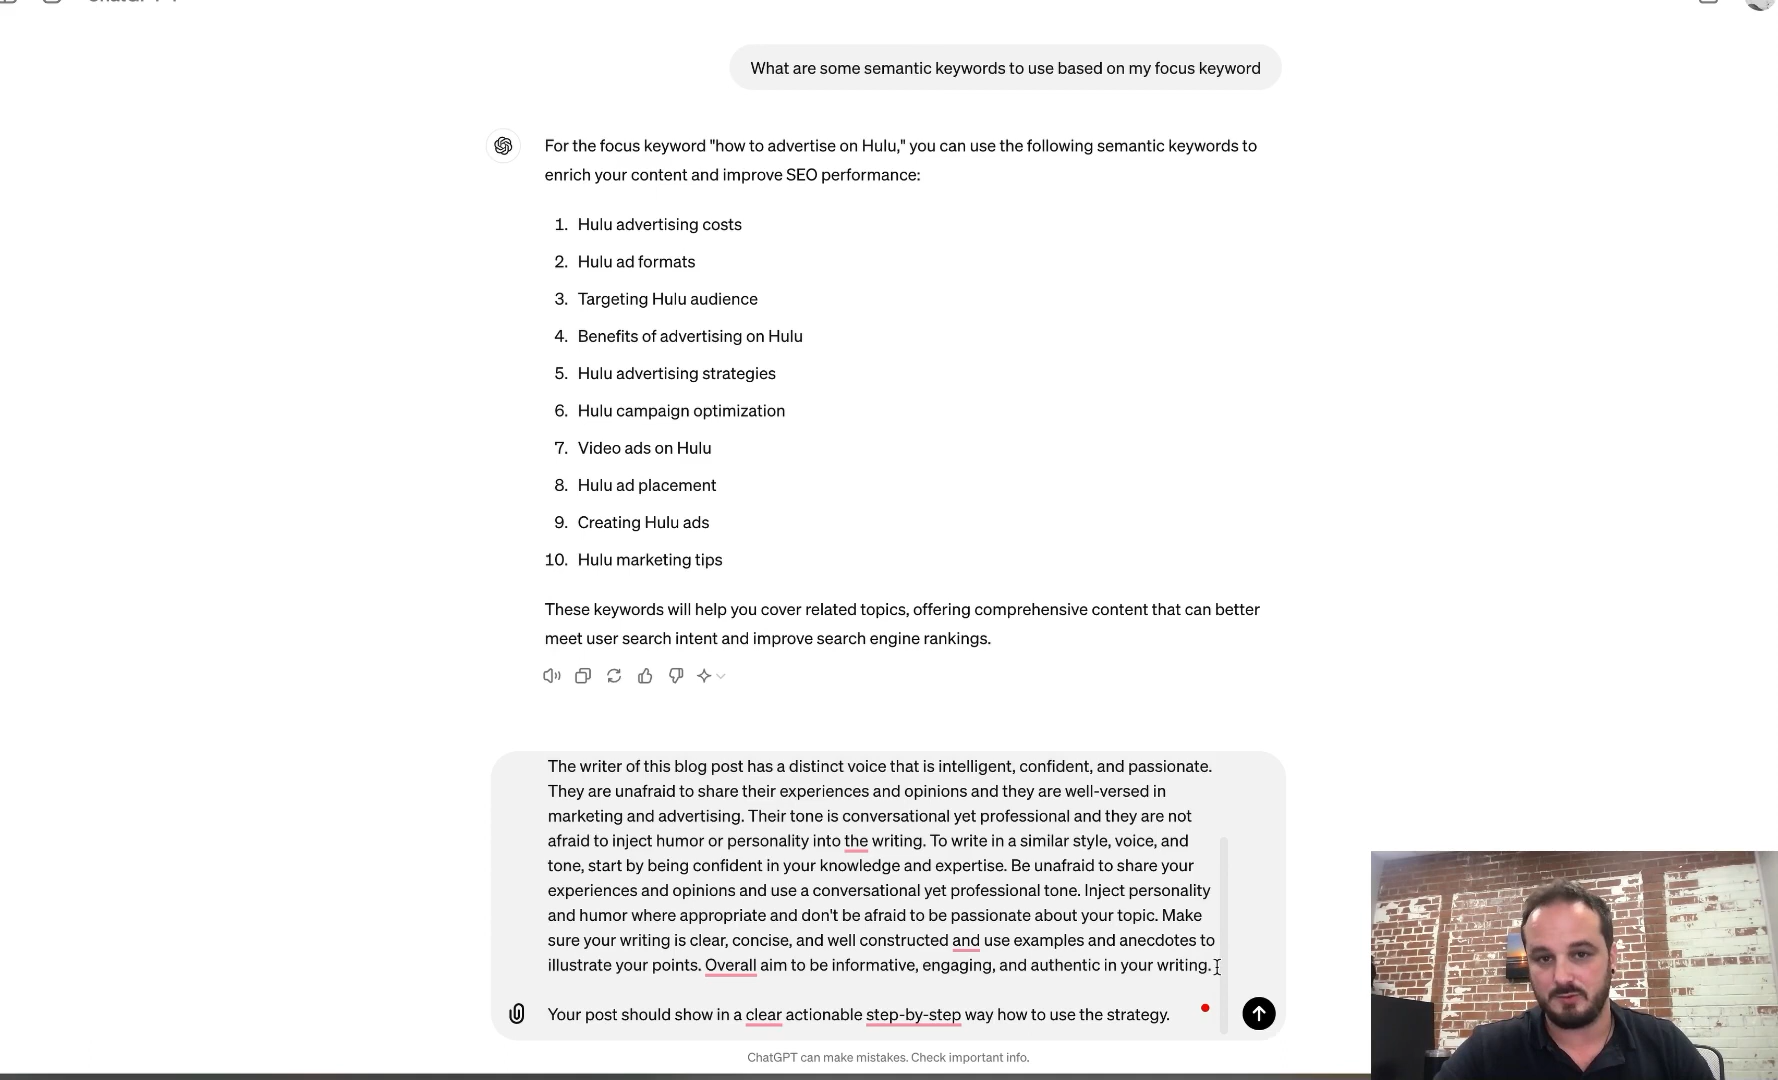 What are some semantic keywords to use based on my focus keyword
For the focus keyword "how to advertise on Hulu," you can use the following semantic keywords to
enrich your content and improve SEO performance:
1. Hulu advertising costs
2. Hulu ad formats
3. Targeting Hulu audience
4. Benefits of advertising on Hulu
5. Hulu advertising strategies
6. Hulu campaign optimization
7. Video ads on Hulu
8. Hulu ad placement
9. Creating Hulu ads
10. Hulu marketing tips
These keywords will help you cover related topics, offering comprehensive content that can better
meet user search intent and improve search engine rankings.
The writer of this blog post has a distinct voice that is intelligent, confident, and passionate.
They are unafraid to share their experiences and opinions and they are well-versed in
marketing and advertising. Their tone is conversational yet professional and they are not
afraid to inject humor or personality into the writing. To write in a similar style, voice, and
tone, start by being confident in your knowledge and expertise. Be unafraid to share your
experiences and opinions and use a conversational yet professional tone. Inject personality
and humor where appropriate and don't be afraid to be passionate about your topic. Make
sure your writing is clear, concise, and well constructed and use examples and anecdotes to
illustrate your points. Overall aim to be informative, engaging, and authentic in your writing.
Your post should show in a clear actionable step-by-step way how to use the strategy.
ChatGPT can make mistakes. Check important info.